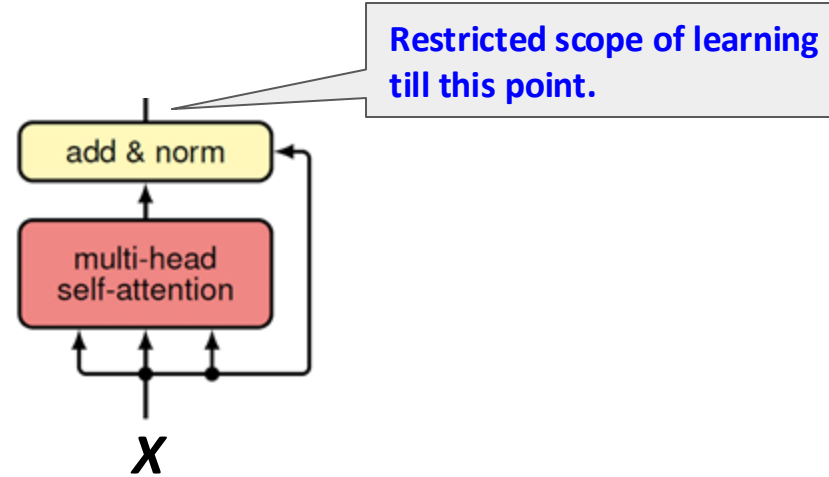 Restricted scope of learning
till this point.
add & norm
multi-head
self-attention
X